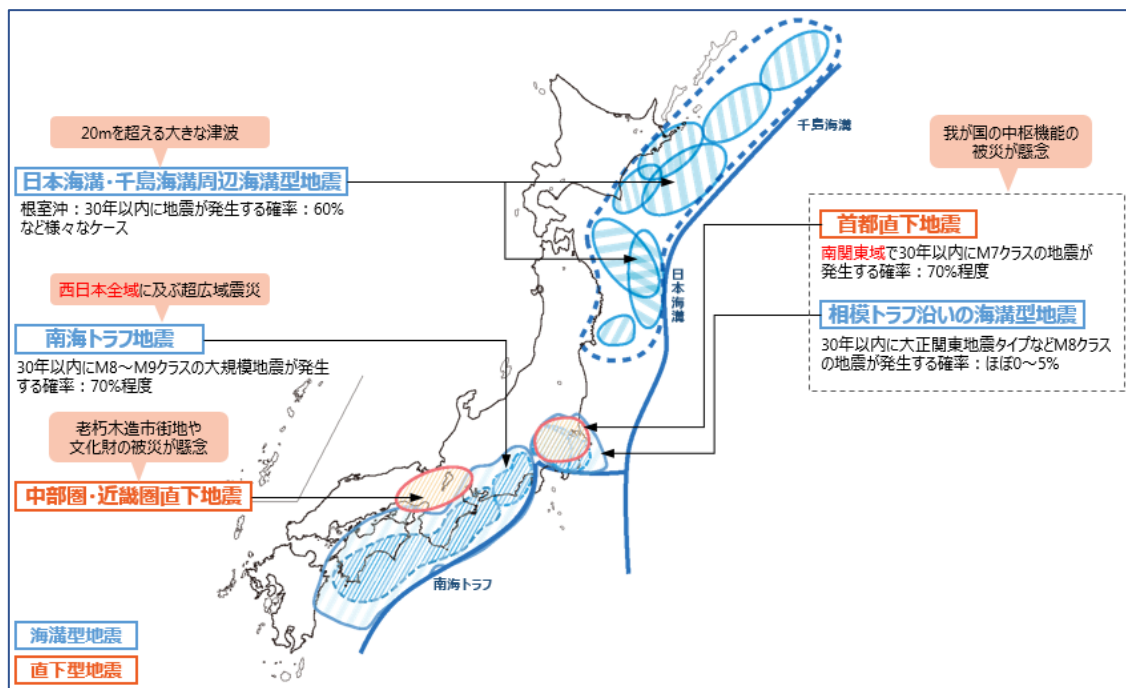 20mを超える大きな津波
日本海溝・千島海溝周辺海溝型地震
根室沖：30年以内に地震が発生する確率：60%
など様々なケース
西日本全域に及ぶ超広域震災
南海トラフ地震
30年以内にM8～M9クラスの大規模地震が発生
する確率：70%程度
老朽木造市街地や
文化財の被災が懸念
中部圏・近畿圏直下地震
海溝型地震
直下型地震
千島海溝
日本海溝
南海トラフ
我が国の中枢機能の
被災が懸念
首都直下地震
南関東域で30年以内にM7クラスの地震が
発生する確率：70%程度
相模トラフ沿いの海溝型地震
30年以内に大正関東地震タイプなどM8クラス
の地震が発生する確率：ほぼ0～5%